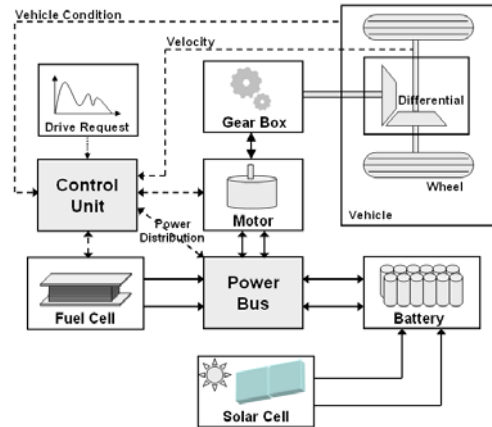 Vehicle Condition
Velocity
Drive Request
Gear Box
Differential
Wheel
Vehicle
Control
Unit
Motor
Power
Distribution
Fuel Cell
Power
Bus
Battery
Solar Cell